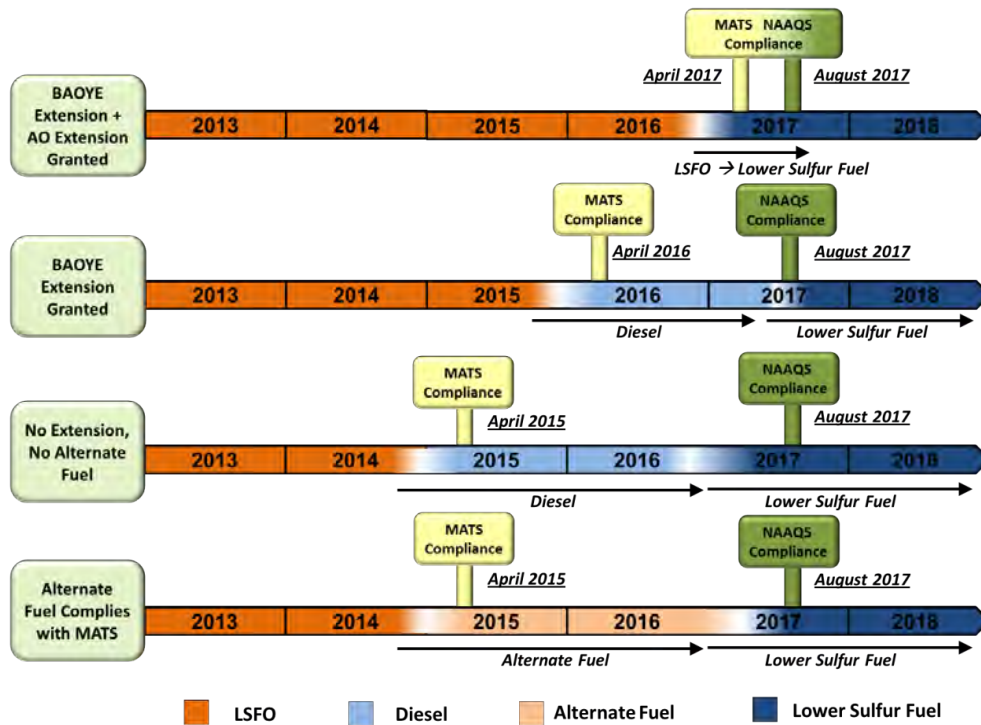 MATS NAAQS
Compliance
April 2017
August 2017
BAOYE
Extension +
AO Extension
Granted
2013 2014 2015 2016 2017 2018
LSFO → Lower Sulfur Fuel
MATS
Compliance
NAAQS
Compliance
April 2016
August 2017
BAOYE
Extension
Granted
2013 2014 2015 2016 2017 2018
Diesel
Lower Sulfur Fuel
MATS
Compliance
NAAQS
Compliance
April 2015
August 2017
No Extension,
No Alternate
Fuel
2013 2014 2015 2016 2017 2018
Diesel
Lower Sulfur Fuel
MATS
Compliance
NAAQS
Compliance
April 2015
August 2017
Alternate
Fuel Complies
with MATS
2013 2014 2015 2016 2017 2018
Alternate Fuel
Lower Sulfur Fuel
LSFO Diesel Alternate Fuel Lower Sulfur Fuel